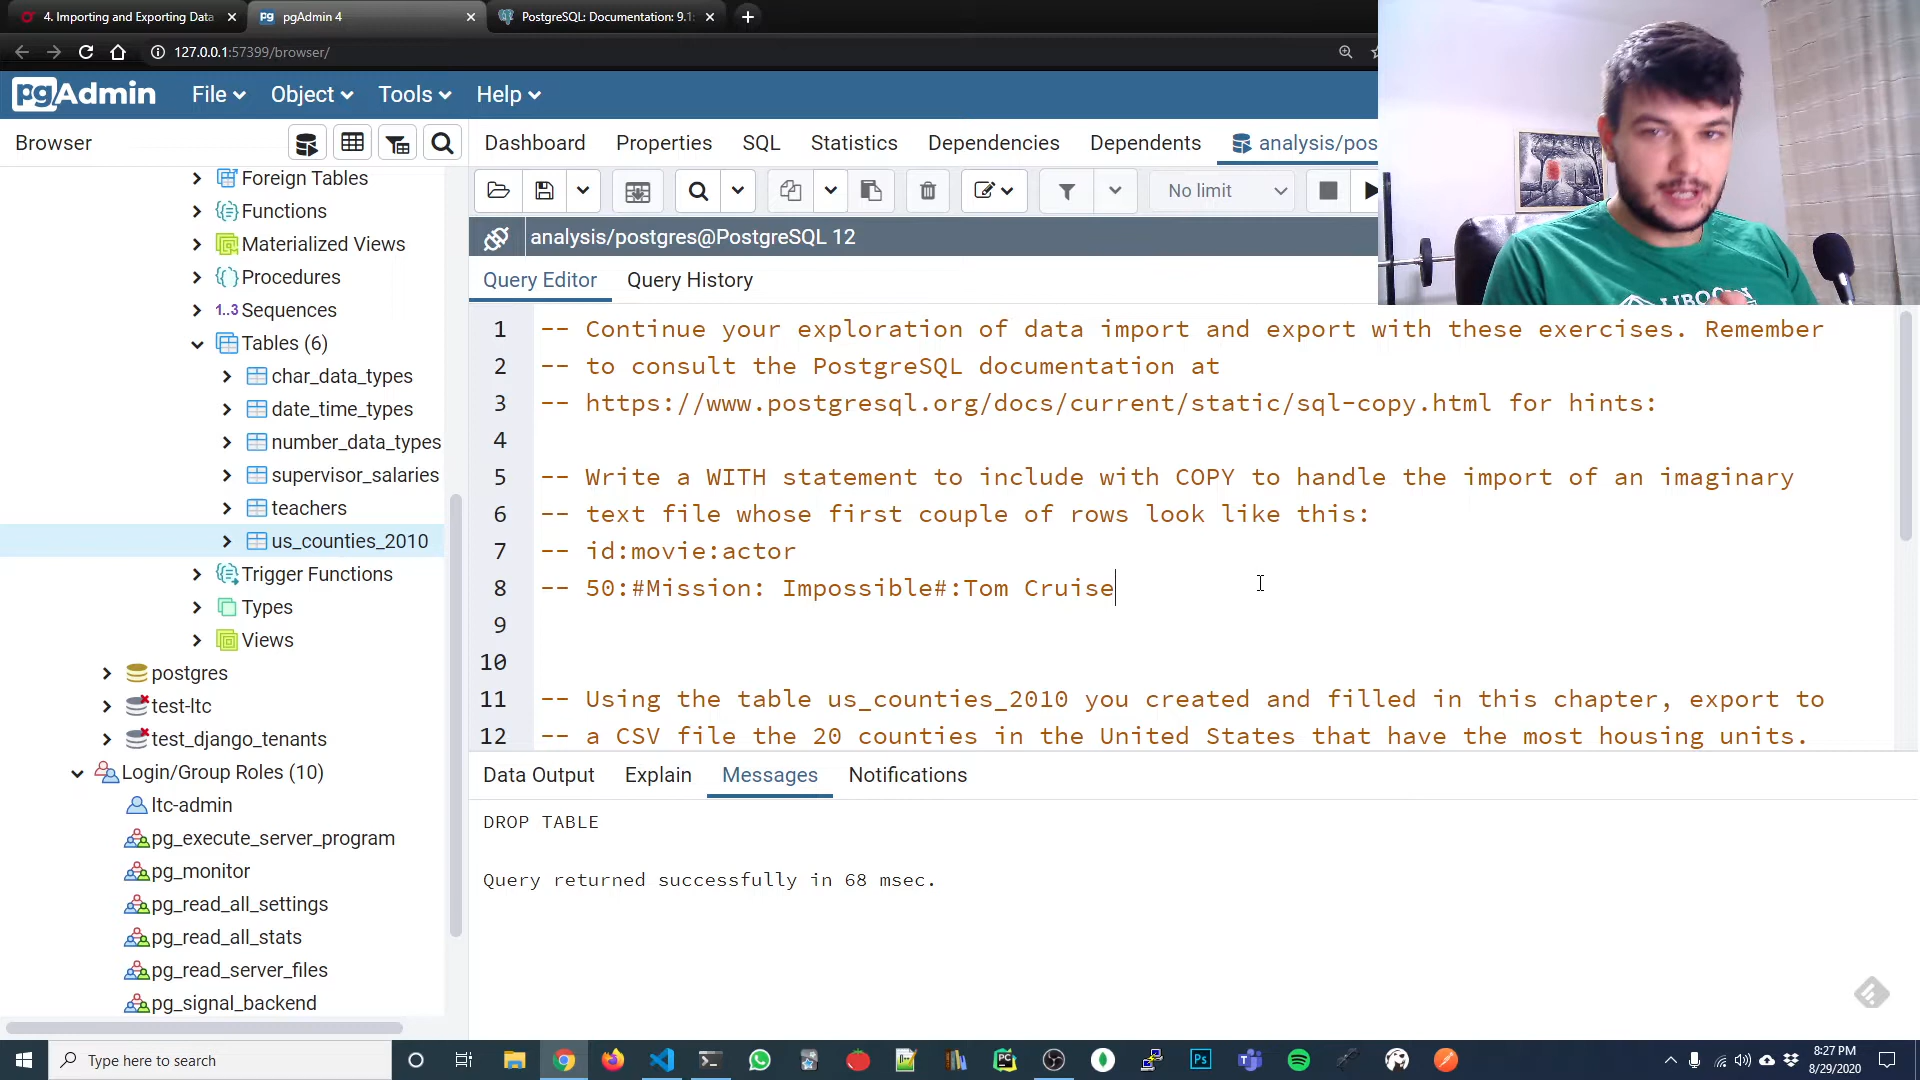 4. Importing and Exporting Data
pgAdmin 4
PostgreSQL: Documentation: 9.1:
127.0.0.1:57399/browser/
pgAdmin
File
Object
Tools
Help
Browser
Dashboard
Properties
SQL
Statistics
Dependencies
Dependents
analysis/pos
No limit
analysis/postgres@PostgreSQL 12
Query Editor
Query History
Foreign Tables
Functions
Materialized Views
Procedures
1..3 Sequences
Tables (6)
char_data_types
date_time_types
number_data_types
supervisor_salaries
teachers
us_counties_2010
Trigger Functions
Types
Views
postgres
test-ltc
test_django_tenants
Login/Group Roles (10)
ltc-admin
pg_execute_server_program
pg_monitor
pg_read_all_settings
pg_read_all_stats
pg_read_server_files
pg_signal_backend
1 -- Continue your exploration of data import and export with these exercises. Remember
2 -- to consult the PostgreSQL documentation at
3 -- https://www.postgresql.org/docs/current/static/sql-copy.html for hints:
4
5 -- Write a WITH statement to include with COPY to handle the import of an imaginary
6 -- text file whose first couple of rows look like this:
7 -- id:movie:actor
8 -- 50:#Mission: Impossible#:Tom Cruise
9
10
11 -- Using the table us_counties_2010 you created and filled in this chapter, export to
12 -- a CSV file the 20 counties in the United States that have the most housing units.
Data Output
Explain
Messages
Notifications
DROP TABLE
Query returned successfully in 68 msec.
Type here to search
8:27 PM
8/29/2020